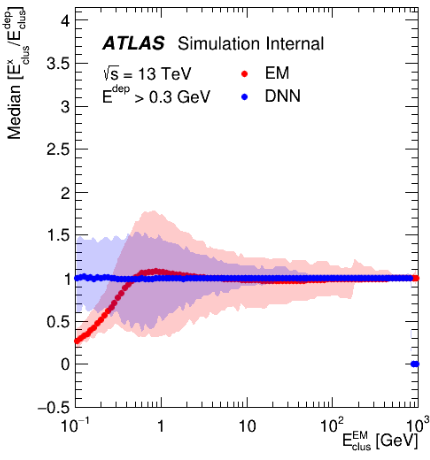 Median [E^x_clus/E^dep_clus]
4
3.5
3
2.5
2
1.5
1
0.5
0
−0.5
ATLAS Simulation Internal
√s = 13 TeV
E^dep > 0.3 GeV
EM
DNN
10^−1
1
10
10^2
10^3
E^EM_clus [GeV]